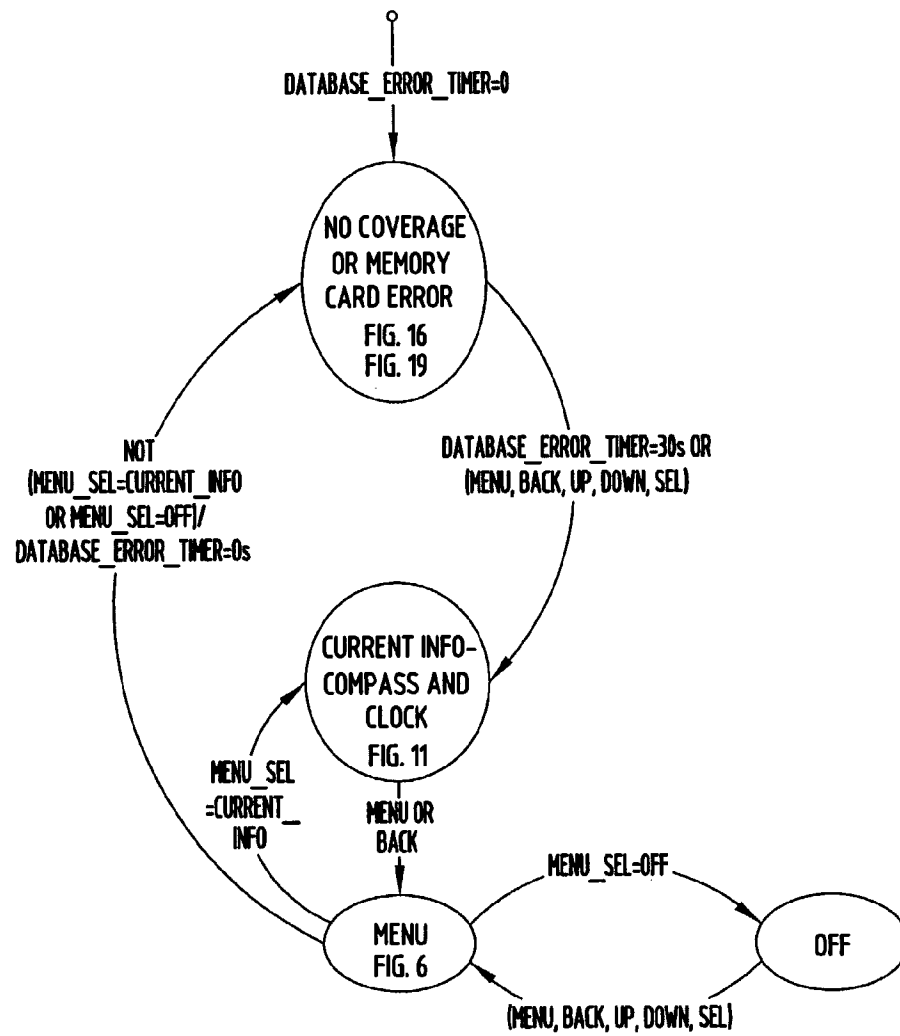 DATABASE_ERROR_TIMER=0
NO COVERAGE
OR MEMORY
CARD ERROR
FIG. 16
FIG. 19
NOT
(MENU_SEL=CURRENT_INFO
OR MENU_SEL=OFF)/
DATABASE_ERROR_TIMER=0s
DATABASE_ERROR_TIMER=30s OR
(MENU, BACK, UP, DOWN, SEL)
CURRENT INFO-
COMPASS AND
CLOCK
FIG. 11
MENU_SEL
=CURRENT_
INFO
MENU OR
BACK
MENU_SEL=OFF
MENU
FIG. 6
OFF
(MENU, BACK, UP, DOWN, SEL)